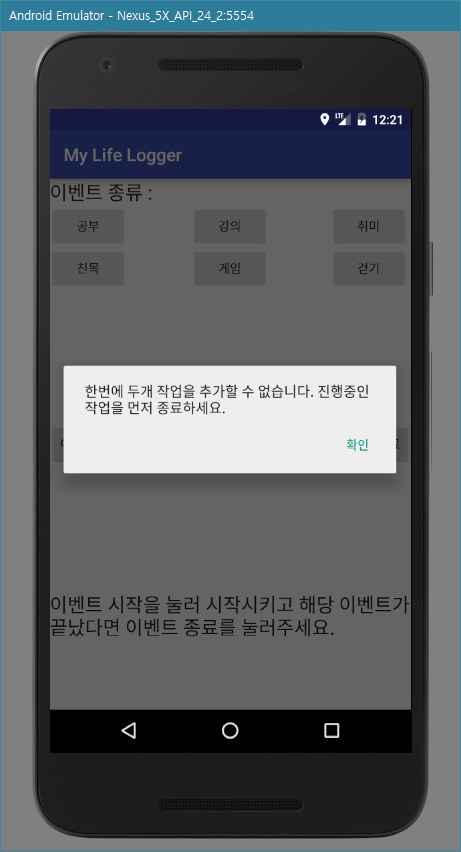 Android Emulator - Nexus_5X_API_24_2:5554
LTE 12:21
My Life Logger
이벤트 종류 :
공부 강의 취미
친목 게임 걷기
한번에 두개 작업을 추가할 수 없습니다. 진행중인
작업을 먼저 종료하세요.
확인
이벤트 시작을 눌러 시작시키고 해당 이벤트가
끝났다면 이벤트 종료를 눌러주세요.